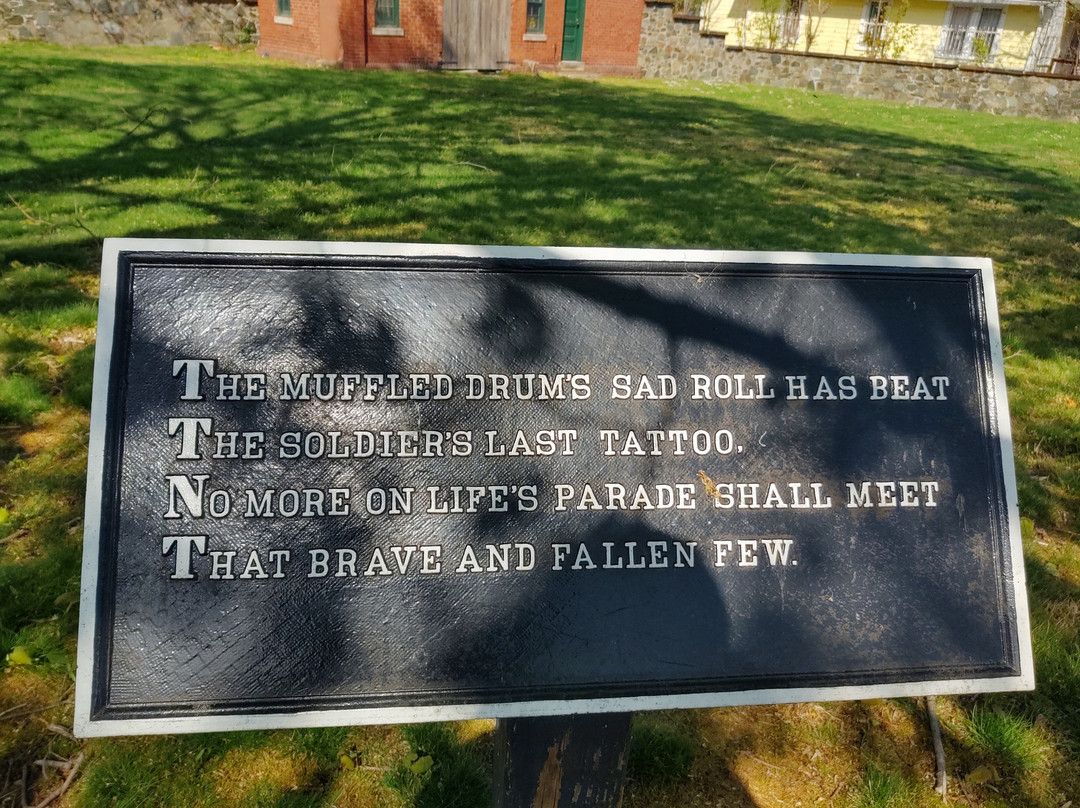 THE MUFFLED DRUM'S SAD ROLL HAS BEAT
THE SOLDIER'S LAST TATTOO,
NO MORE ON LIFE'S PARADE SHALL MEET
THAT BRAVE AND FALLEN FEW.